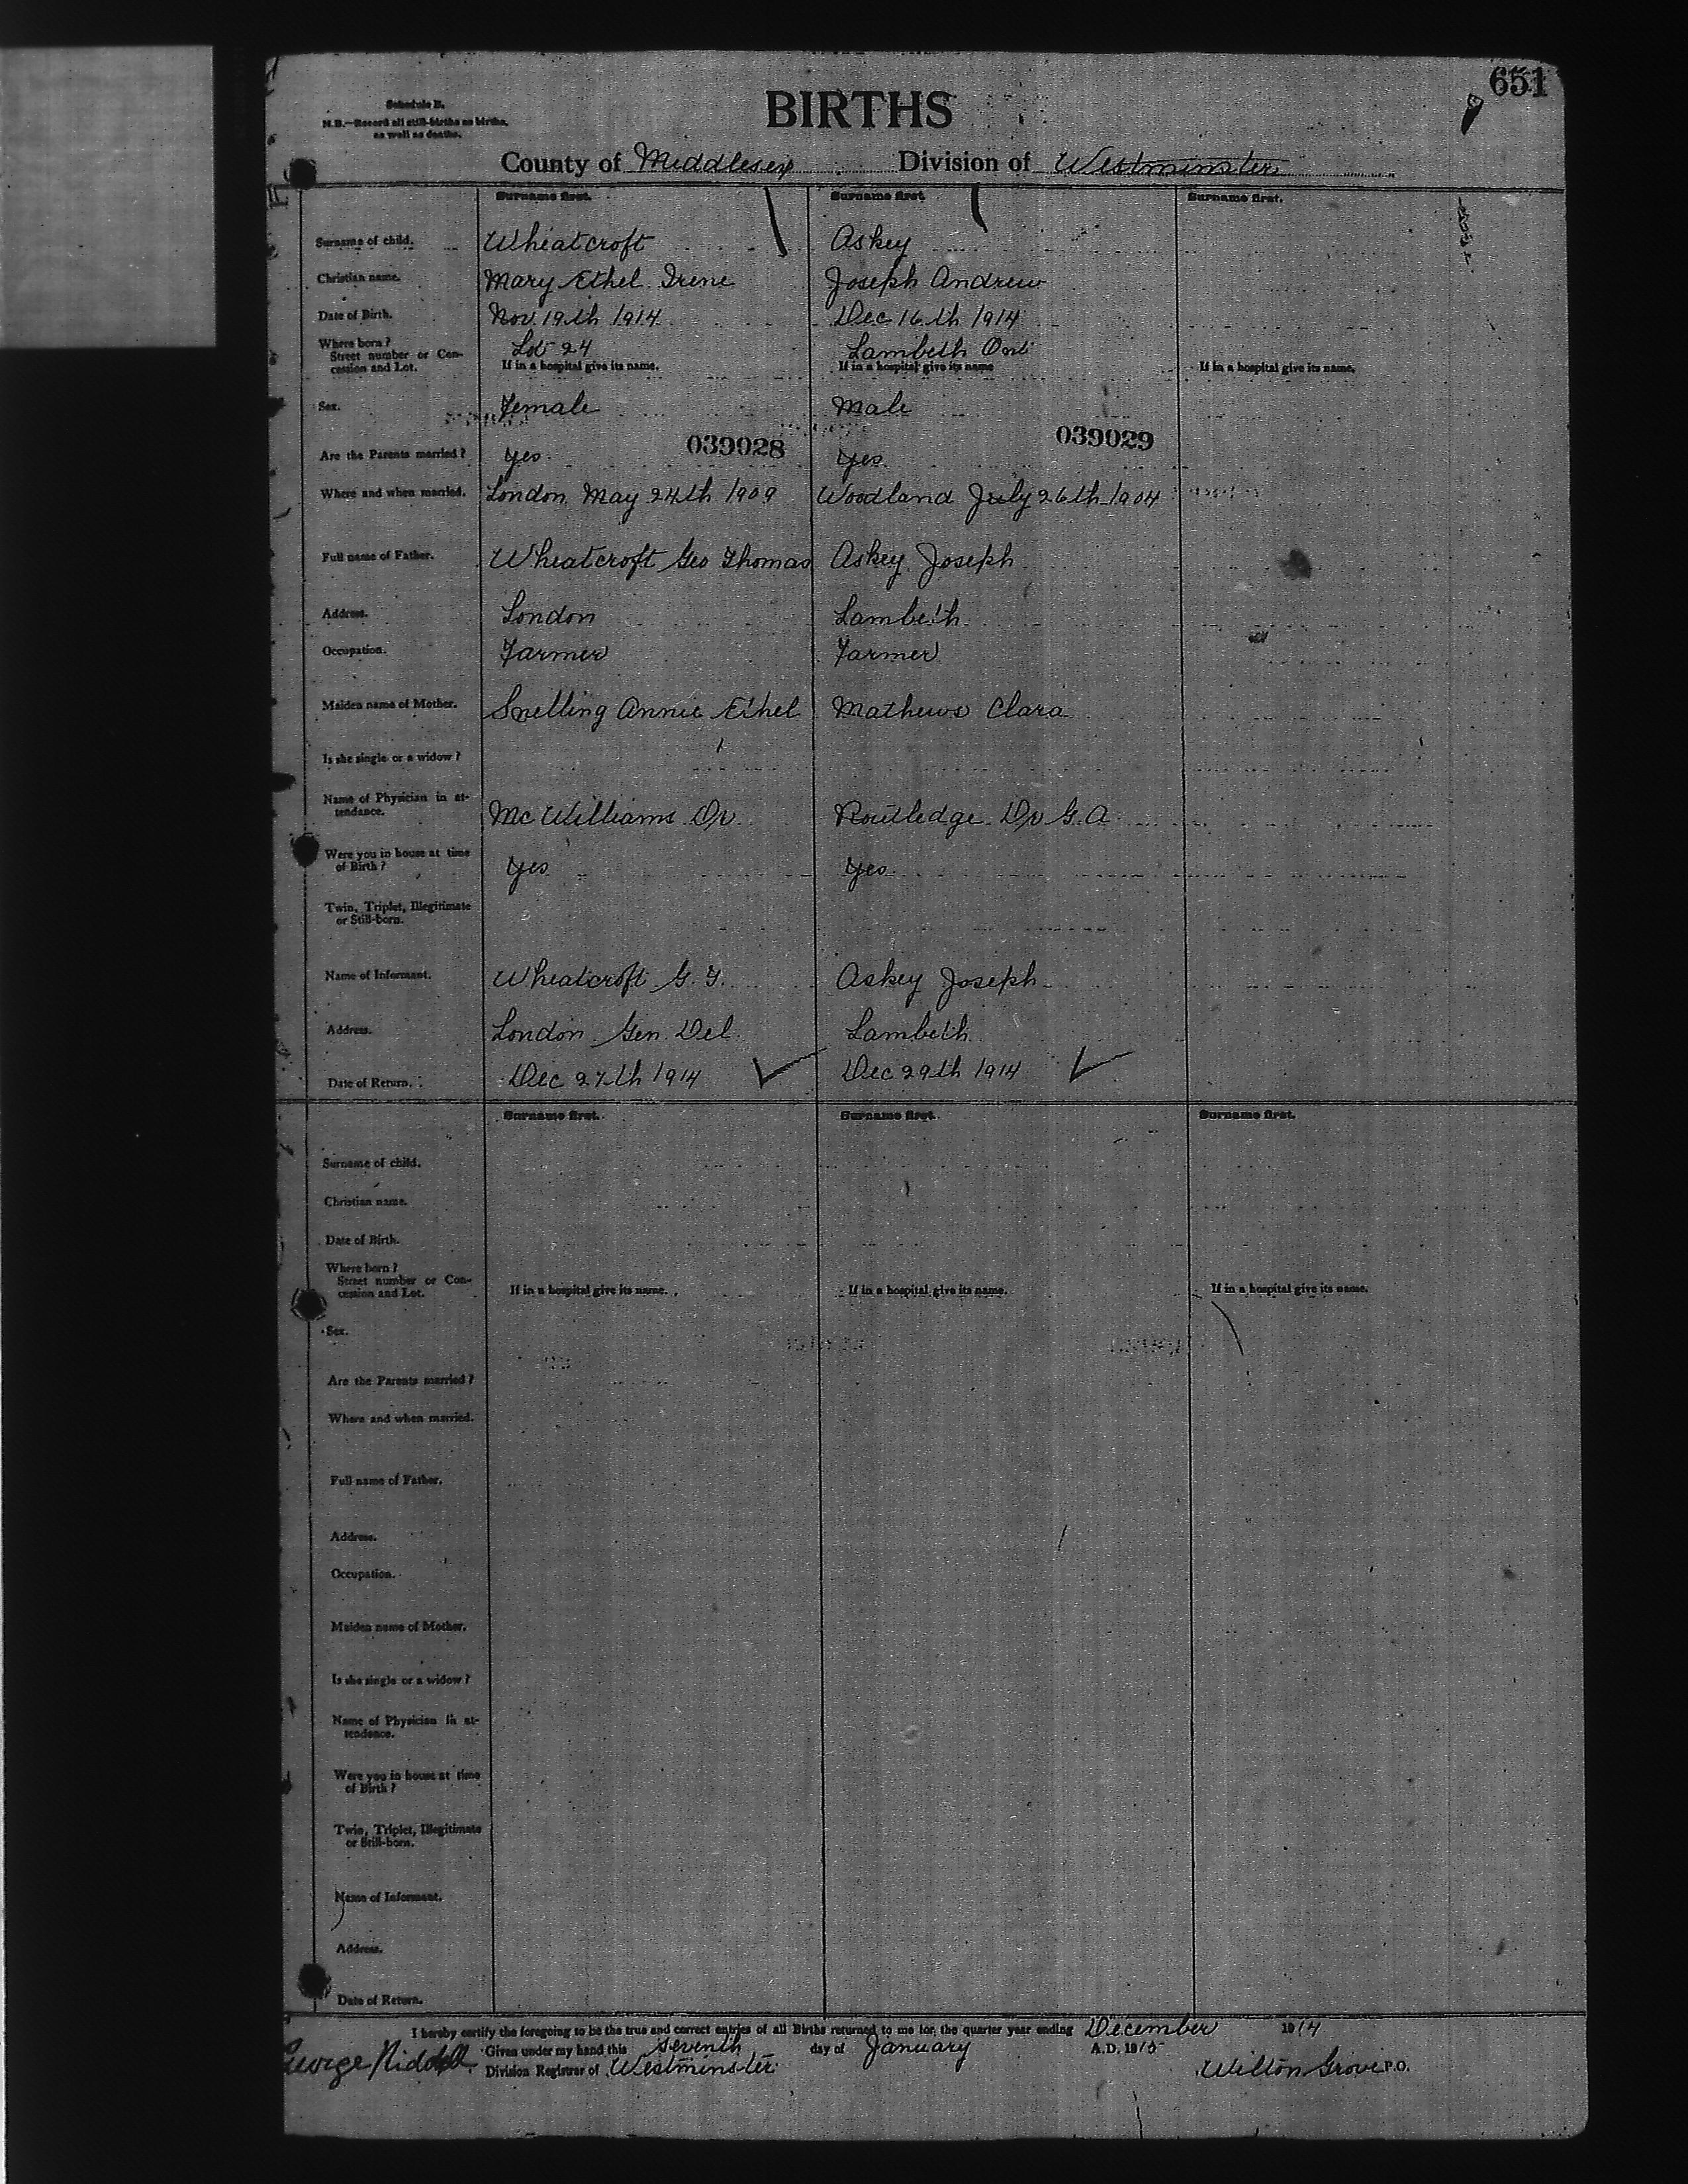 651
Schedule B.
N.B.—Record all still-births as births,
as well as deaths.
BIRTHS
County of Middlesex Division of Westminster
Surname first. Surname first. Surname first.
Surname of child. Wheatcroft Askey
Christian name. Mary Ethel Irene Joseph Andrew
Date of Birth. Nov 19th 1914 Dec 16th 1914
Where born? Lot 24 Lambeth Ont
Street number or Con-
cession and Lot. If in a hospital give its name. If in a hospital give its name If in a hospital give its name.
Sex. Female Male
039028 039029
Are the Parents married? Yes Yes
Where and when married. London May 24th 1909 Woodland July 26th 1904
Full name of Father. Wheatcroft Geo Thomas Askey Joseph
Address. London Lambeth
Occupation. Farmer Farmer
Maiden name of Mother. Snelling Annie Ethel Mathews Clara
Is she single or a widow?
Name of Physician in at-
tendance. McWilliams Dr Routledge Dr G.A
Were you in house at time
of Birth? Yes Yes
Twin, Triplet, Illegitimate
or Still-born.
Name of Informant. Wheatcroft G. T. Askey Joseph
Address. London Gen Del Lambeth
Date of Return. Dec 27th 1914 Dec 29th 1914
Surname first. Surname first. Surname first.
Surname of child.
Christian name.
Date of Birth.
Where born?
Street number or Con-
cession and Lot. If in a hospital give its name. If in a hospital give its name. If in a hospital give its name.
Sex.
Are the Parents married?
Where and when married.
Full name of Father.
Address.
Occupation.
Maiden name of Mother.
Is she single or a widow?
Name of Physician in at-
tendance.
Were you in house at time
of Birth?
Twin, Triplet, Illegitimate
or Still-born.
Name of Informant.
Address.
Date of Return.
I hereby certify the foregoing to be the true and correct entries of all Births returned to me for the quarter year ending December 1914
Given under my hand this seventh day of January A.D. 1915
George Riddell Division Registrar of Westminster Wilton Grove P.O.